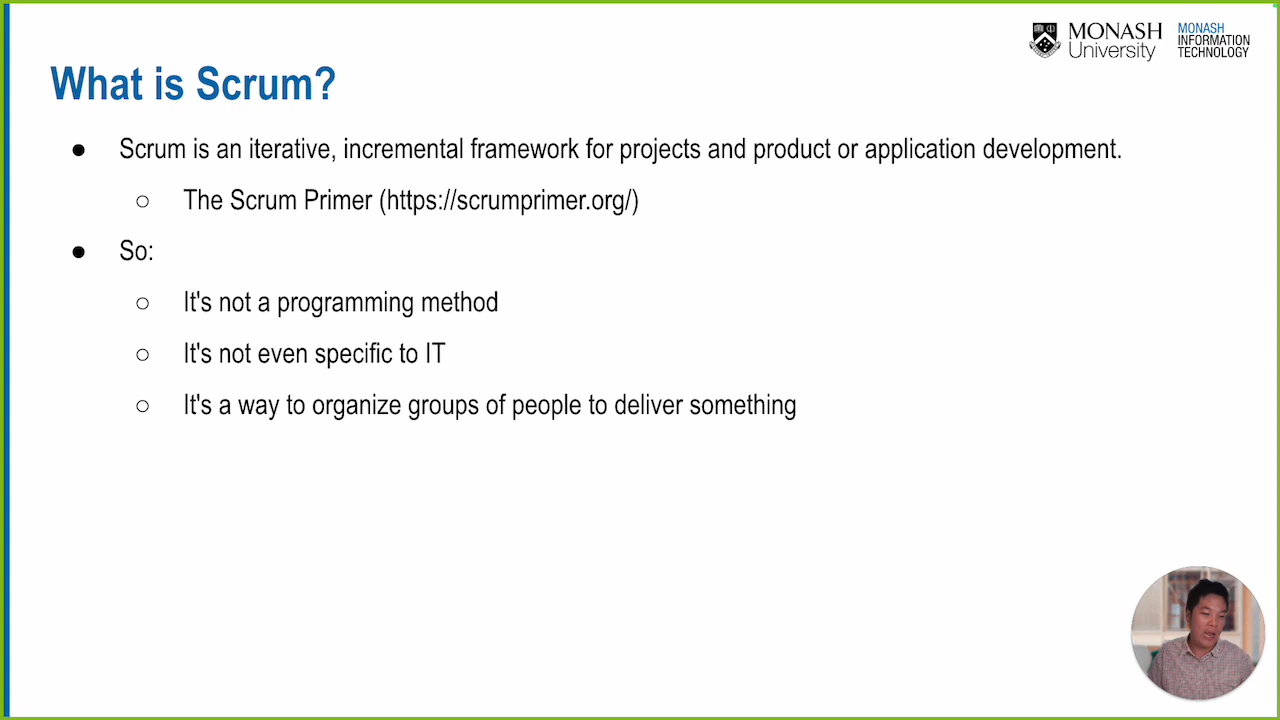 MONASH University
MONASH INFORMATION TECHNOLOGY
What is Scrum?
● Scrum is an iterative, incremental framework for projects and product or application development.
○ The Scrum Primer (https://scrumprimer.org/)
● So:
○ It's not a programming method
○ It's not even specific to IT
○ It's a way to organize groups of people to deliver something